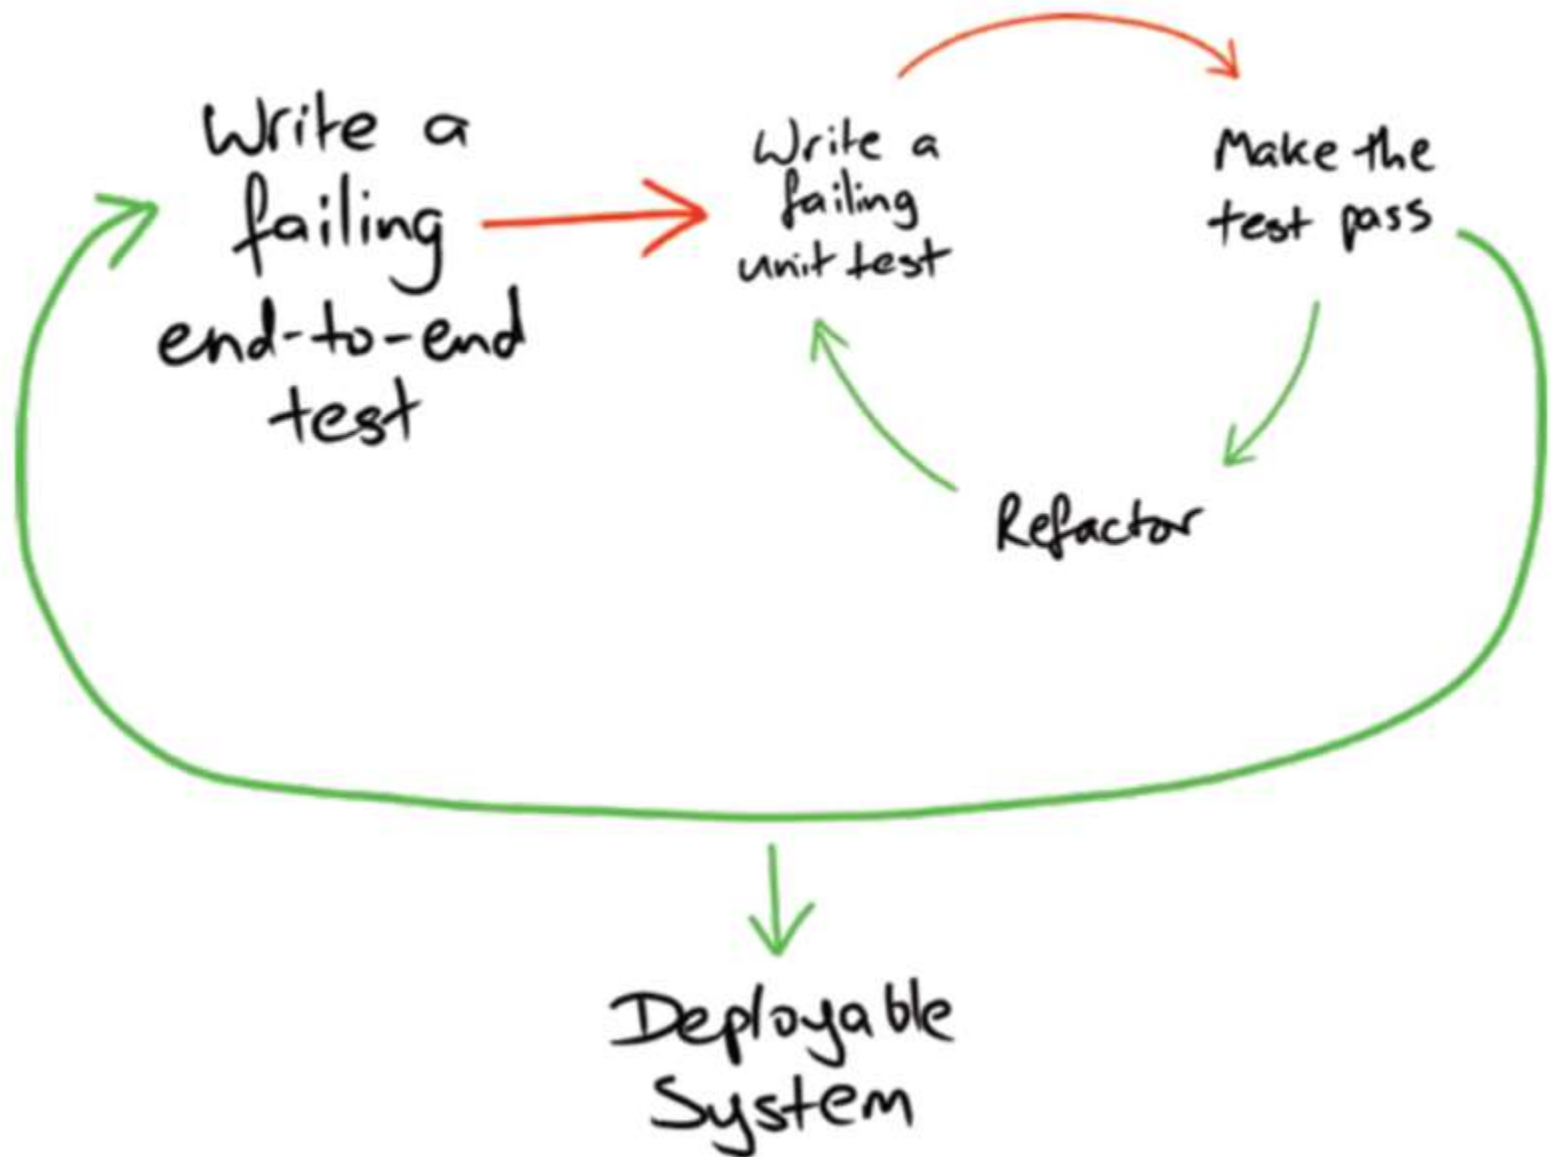 Write a
failing
end-to-end
test
Write a
failing
unit test
Make the
test pass
Refactor
Deployable
System